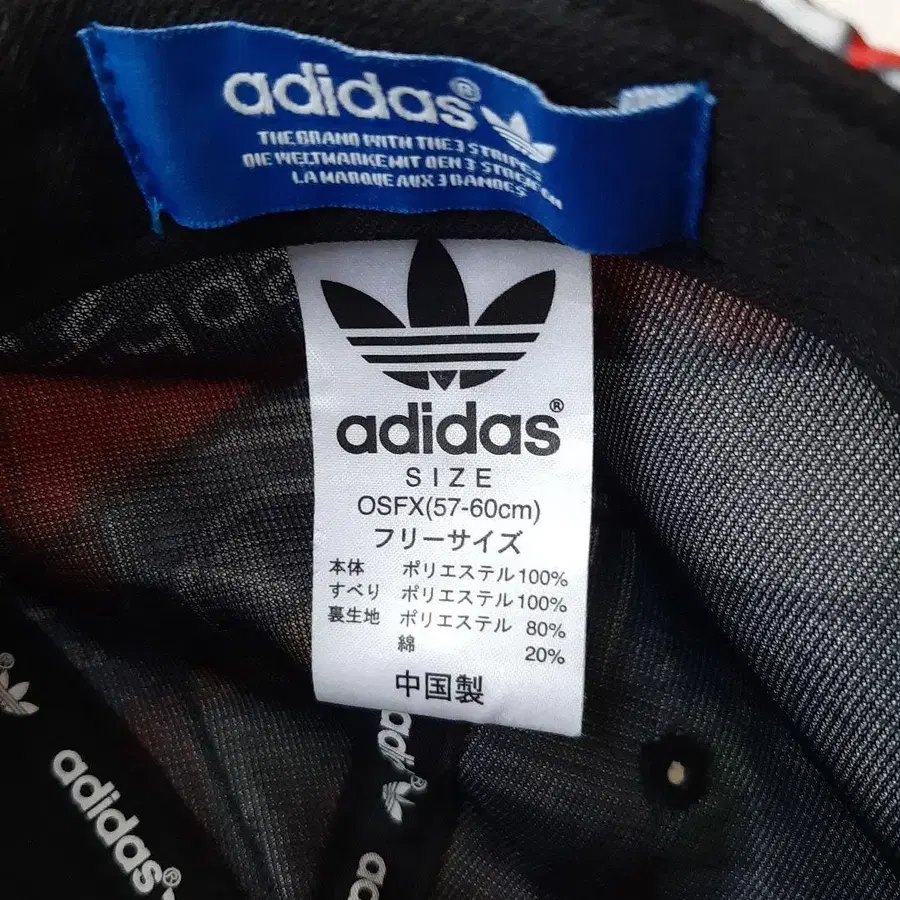 adidas®
THE BRAND WITH THE 3 STRIPES
DIE WELTMARKE MIT DEN 3 STREIFEN
LA MARQUE AUX 3 BANDES
adidas®
SIZE
OSFX(57-60cm)
フリーサイズ
本体 ポリエステル100%
すべり ポリエステル100%
裏生地 ポリエステル 80%
綿 20%
中国製
adidas®
adi
®
adi